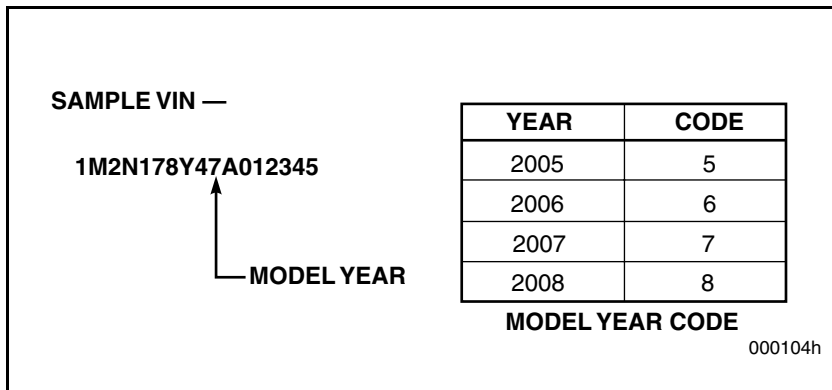 SAMPLE VIN —
1M2N178Y47A012345
MODEL YEAR
YEAR CODE
2005 5
2006 6
2007 7
2008 8
MODEL YEAR CODE
000104h